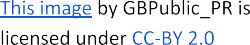 This image by GBPublic_PR is
licensed under CC-BY 2.0